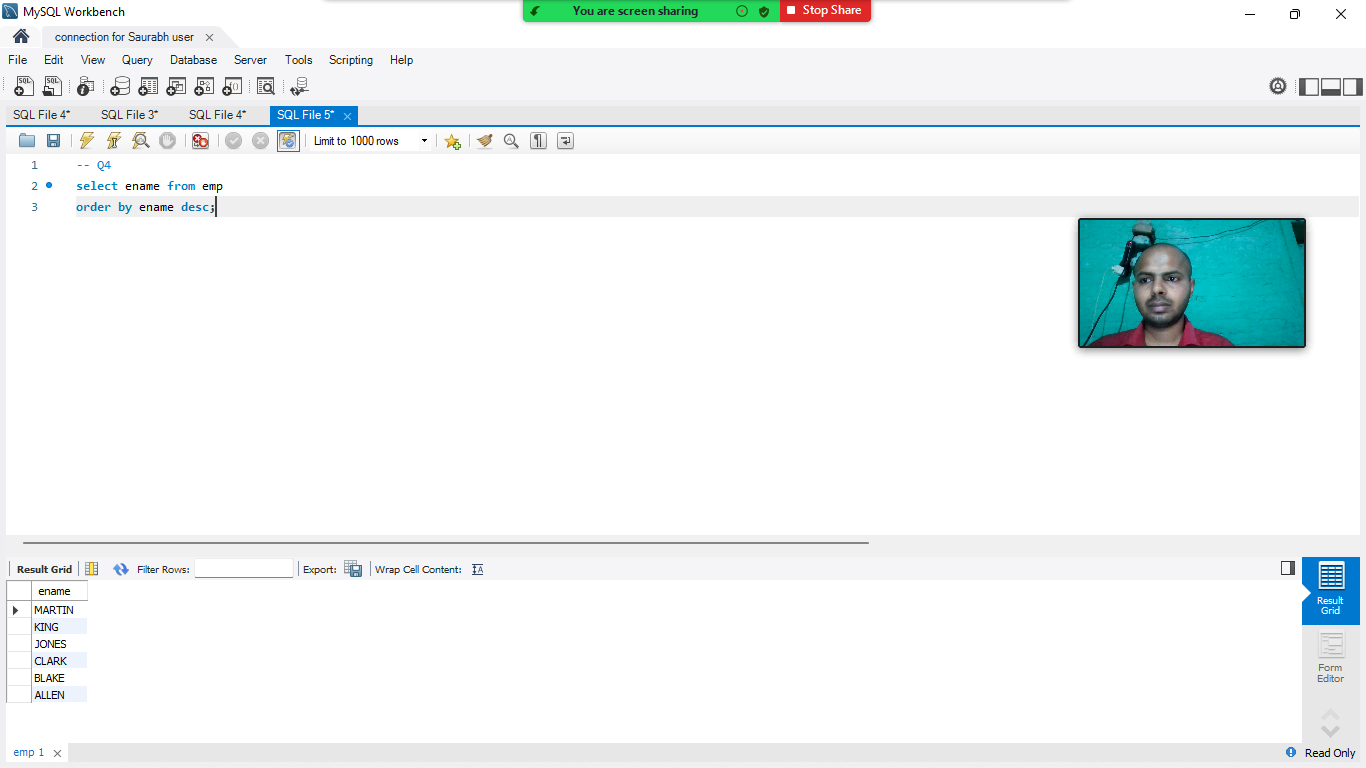 MySQL Workbench
You are screen sharing
Stop Share
connection for Saurabh user
File Edit View Query Database Server Tools Scripting Help
SQL File 4* SQL File 3* SQL File 4* SQL File 5*
Limit to 1000 rows
1 -- Q4
2 select ename from emp
3 order by ename desc;
Result Grid Filter Rows: Export: Wrap Cell Content:
ename
MARTIN
KING
JONES
CLARK
BLAKE
ALLEN
Result
Grid
Form
Editor
emp 1
Read Only